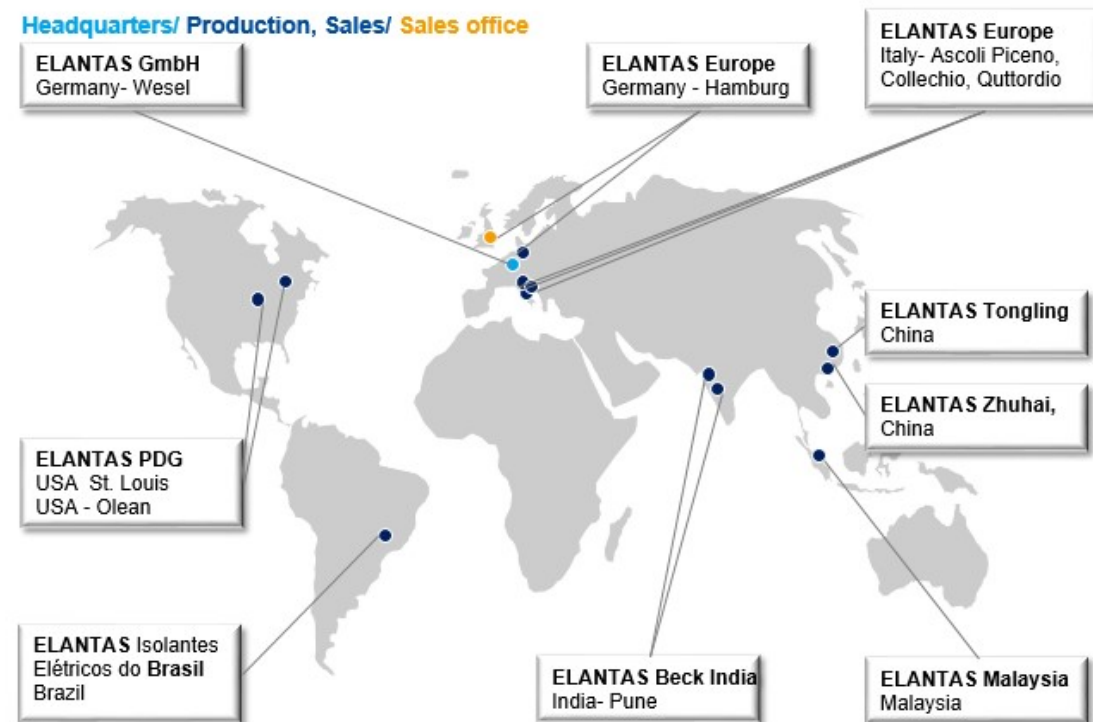 Headquarters/ Production, Sales/ Sales office
ELANTAS GmbH
Germany- Wesel
ELANTAS Europe
Germany - Hamburg
ELANTAS Europe
Italy- Ascoli Piceno,
Collechio, Quttordio
ELANTAS Tongling
China
ELANTAS Zhuhai,
China
ELANTAS PDG
USA St. Louis
USA - Olean
ELANTAS Isolantes
Elétricos do Brasil
Brazil
ELANTAS Beck India
India- Pune
ELANTAS Malaysia
Malaysia